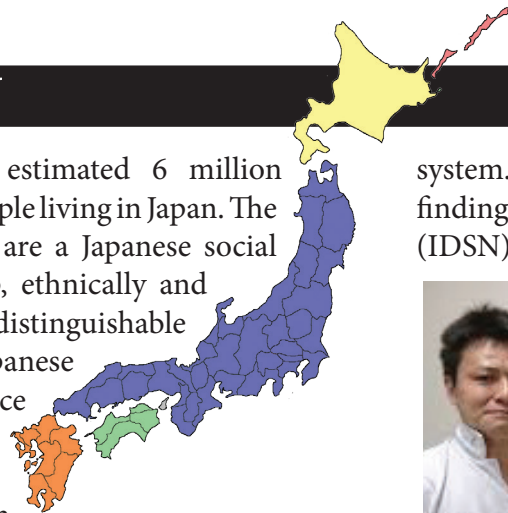 estimated 6 million
ple living in Japan. The
are a Japanese social
, ethnically and
distinguishable
panese
ce
system.
finding
(IDSN)